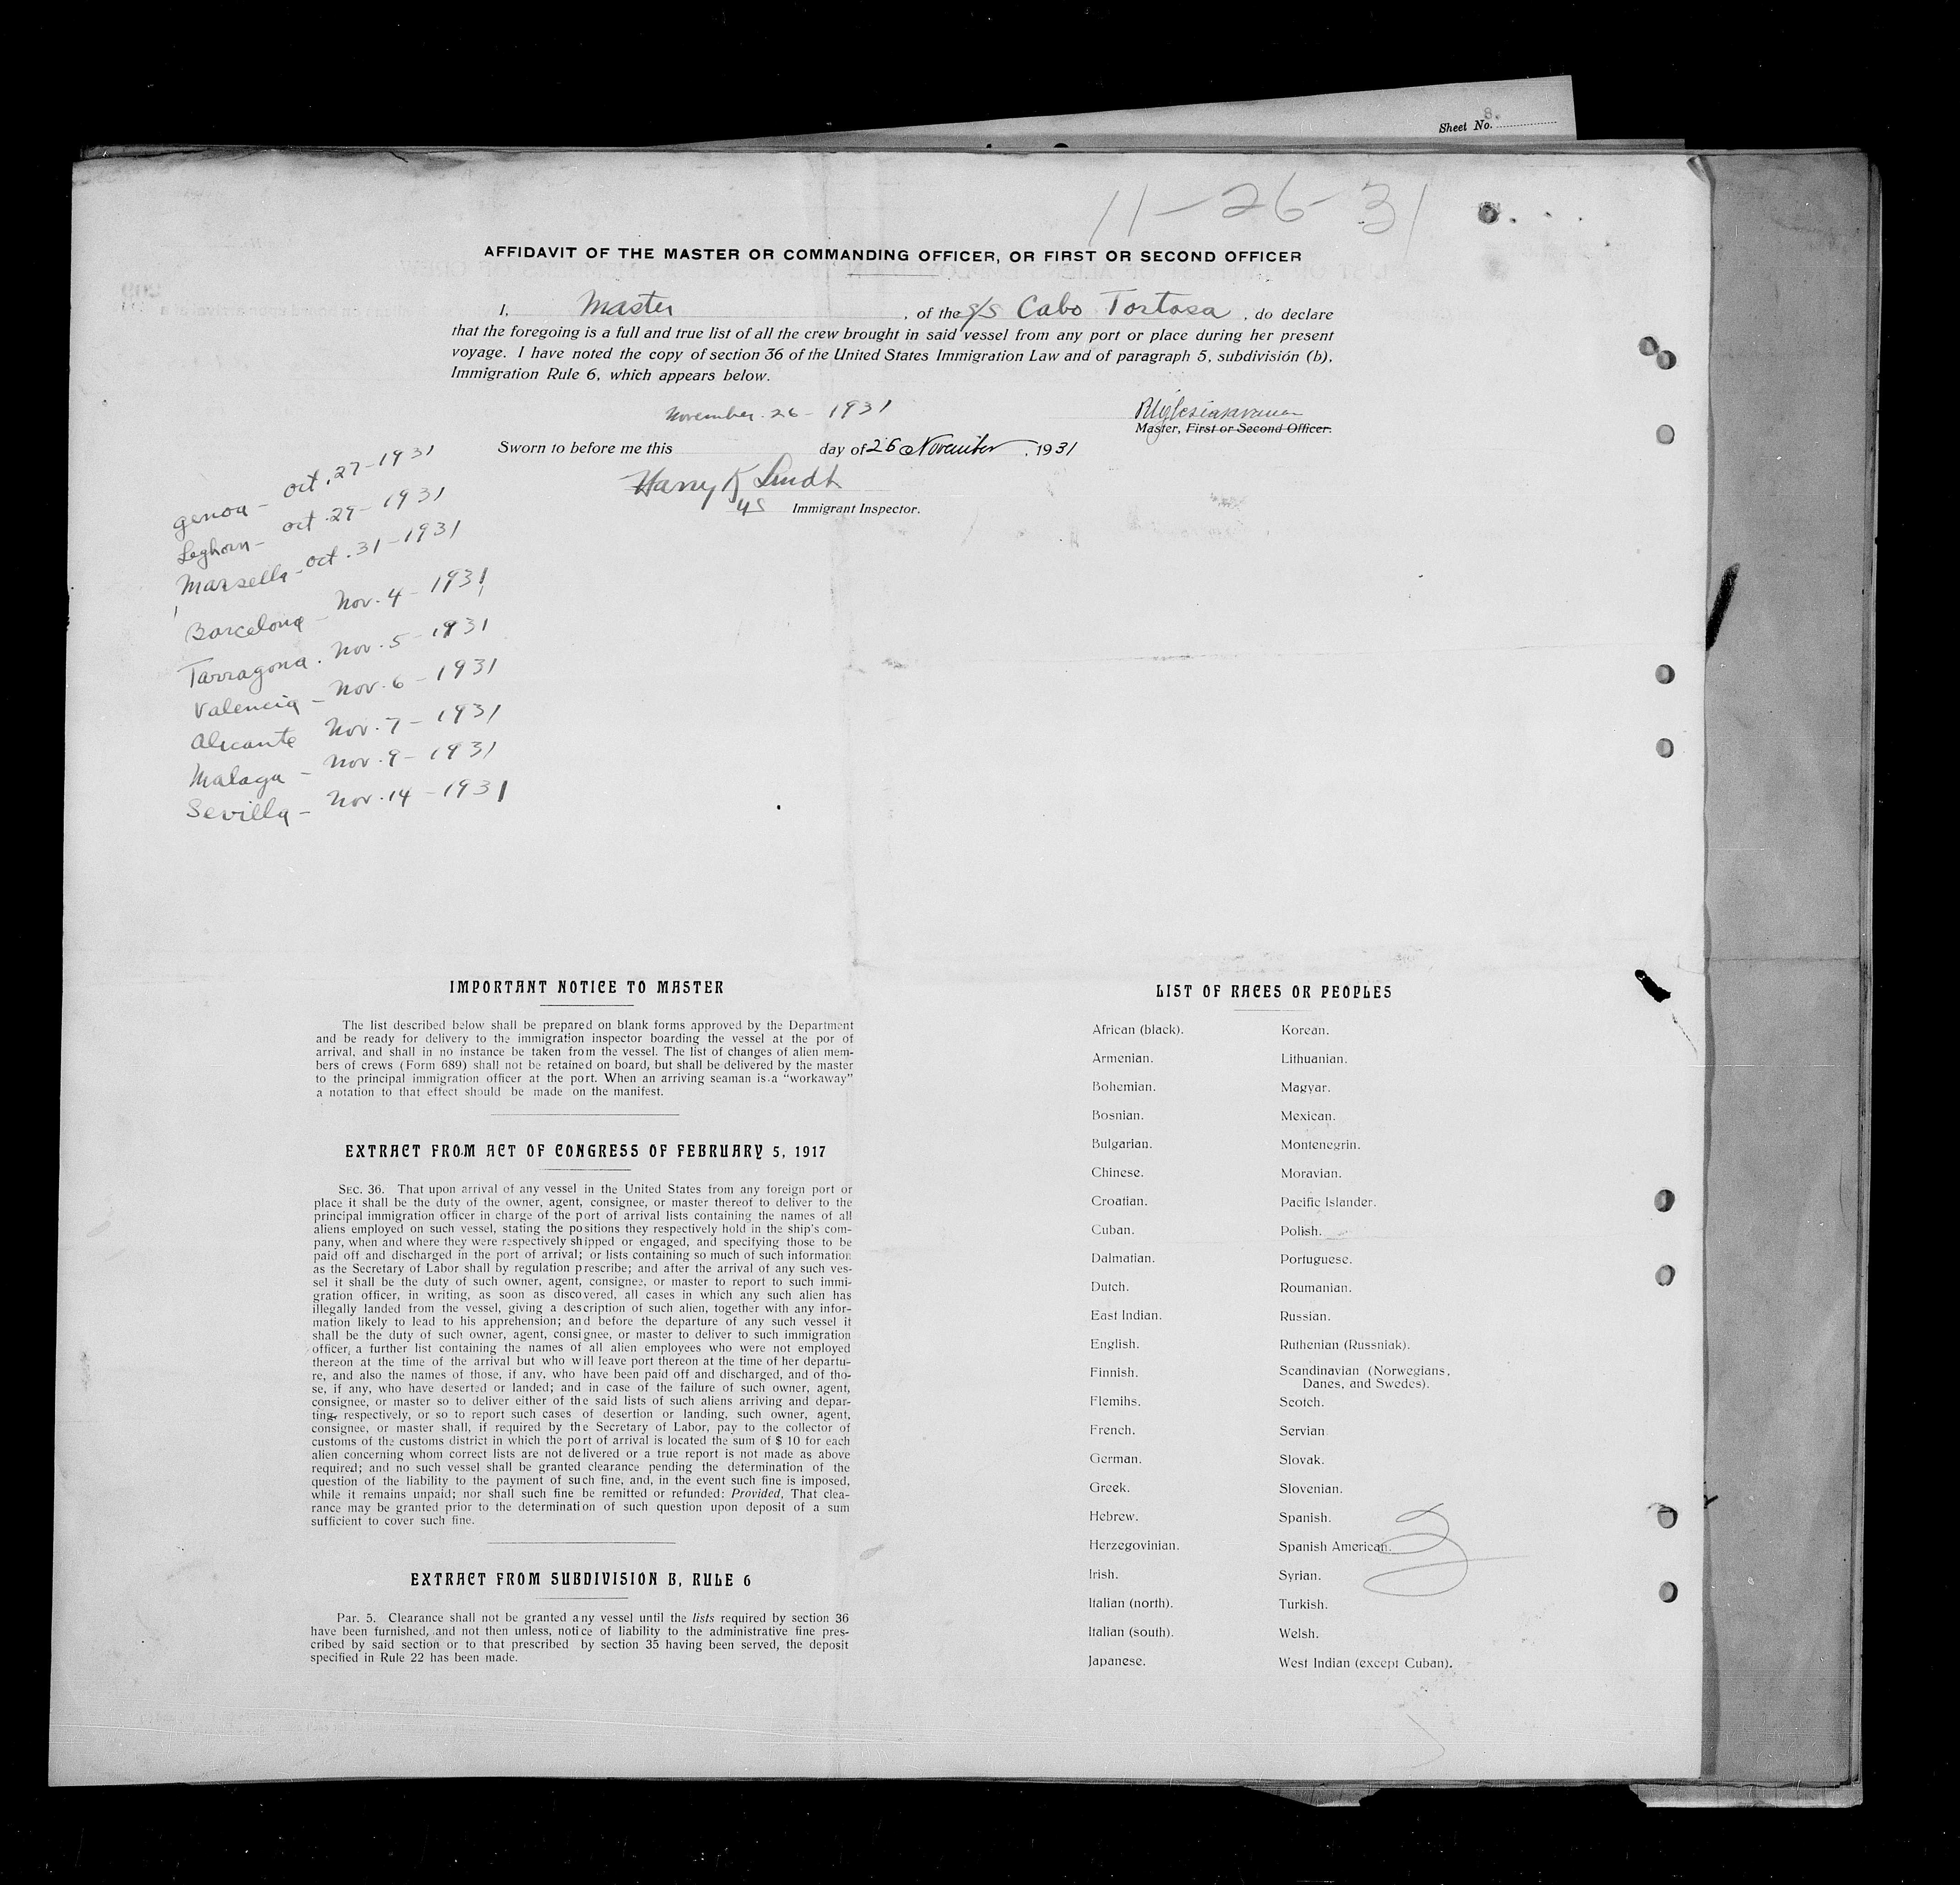 Sheet No. 8.
11-26-31
AFFIDAVIT OF THE MASTER OR COMMANDING OFFICER, OR FIRST OR SECOND OFFICER
I, Master, of the s/s Cabo Tortosa, do declare
that the foregoing is a full and true list of all the crew brought in said vessel from any port or place during her present
voyage. I have noted the copy of section 36 of the United States Immigration Law and of paragraph 5, subdivisión (b),
Immigration Rule 6, which appears below.
November. 26 - 1931
Master, First or Second Officer.
Sworn to before me this day of 26 November, 1931
Harry K Lindt
US Immigrant Inspector.
genoa - oct. 27-1931
Leghorn - oct. 29-1931
Marsella - oct. 31-1931
Barcelona - Nov. 4 - 1931
Tarragona. Nov. 5 - 1931
Valencia - Nov. 6 - 1931
Alicante Nov. 7 - 1931
Malaga - Nov. 9 - 1931
Sevilla - Nov. 14 - 1931
IMPORTANT NOTICE TO MASTER
The list described below shall be prepared on blank forms approved by the Department
and be ready for delivery to the immigration inspector boarding the vessel at the por of
arrival, and shall in no instance be taken from the vessel. The list of changes of alien mem-
bers of crews (Form 689) shall not be retained on board, but shall be delivered by the master
to the principal immigration officer at the port. When an arriving seaman is a "workaway"
a notation to that effect should be made on the manifest.
EXTRACT FROM ACT OF CONGRESS OF FEBRUARY 5, 1917
SEC. 36. That upon arrival of any vessel in the United States from any foreign port or
place it shall be the duty of the owner, agent, consignee, or master thereof to deliver to the
principal immigration officer in charge of the port of arrival lists containing the names of all
aliens employed on such vessel, stating the positions they respectively hold in the ship's com-
pany, when and where they were respectively shipped or engaged, and specifying those to be
paid off and discharged in the port of arrival; or lists containing so much of such information
as the Secretary of Labor shall by regulation prescribe; and after the arrival of any such ves-
sel it shall be the duty of such owner, agent, consignee, or master to report to such immi-
gration officer, in writing, as soon as discovered, all cases in which any such alien has
illegally landed from the vessel, giving a description of such alien, together with any infor-
mation likely to lead to his apprehension; and before the departure of any such vessel it
shall be the duty of such owner, agent, consignee, or master to deliver to such immigration
officer, a further list containing the names of all alien employees who were not employed
thereon at the time of the arrival but who will leave port thereon at the time of her departu-
re, and also the names of those, if any, who have been paid off and discharged, and of tho-
se, if any, who have deserted or landed; and in case of the failure of such owner, agent,
consignee, or master so to deliver either of the said lists of such aliens arriving and depar-
ting, respectively, or so to report such cases of desertion or landing, such owner, agent,
consignee, or master shall, if required by the Secretary of Labor, pay to the collector of
customs of the customs district in which the port of arrival is located the sum of $ 10 for each
alien concerning whom correct lists are not delivered or a true report is not made as above
required; and no such vessel shall be granted clearance pending the determination of the
question of the liability to the payment of such fine, and, in the event such fine is imposed,
while it remains unpaid; nor shall such fine be remitted or refunded: Provided, That clea-
rance may be granted prior to the determination of such question upon deposit of a sum
sufficient to cover such fine.
EXTRACT FROM SUBDIVISION B, RULE 6
Par. 5. Clearance shall not be granted any vessel until the lists required by section 36
have been furnished, and not then unless, notice of liability to the administrative fine pres-
cribed by said section or to that prescribed by section 35 having been served, the deposit
specified in Rule 22 has been made.
LIST OF RACES OR PEOPLES
African (black).
Armenian.
Bohemian.
Bosnian.
Bulgarian.
Chinese.
Croatian.
Cuban.
Dalmatian.
Dutch.
East Indian.
English.
Finnish.
Flemihs.
French.
German.
Greek.
Hebrew.
Herzegovinian.
Irish.
Italian (north).
Italian (south).
Japanese.
Korean.
Lithuanian.
Magyar.
Mexican.
Montenegrin.
Moravian.
Pacific Islander.
Polish.
Portuguese.
Roumanian.
Russian.
Ruthenian (Russniak).
Scandinavian (Norwegians,
Danes, and Swedes).
Scotch.
Servian.
Slovak.
Slovenian.
Spanish.
Spanish American.
Syrian.
Turkish.
Welsh.
West Indian (except Cuban).